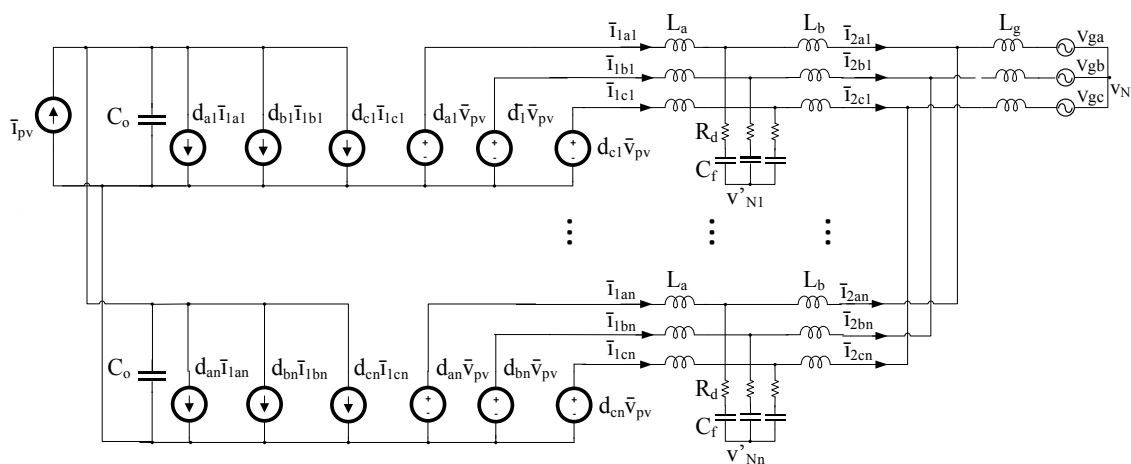 ī1a1 La Lb ī2a1 Lg vga
ī1b1 ī2b1 vgb vN
ī1c1 ī2c1 vgc
īpv Co da1ī1a1 db1ī1b1 dc1ī1c1 da1v̄pv d̄1v̄pv dc1v̄pv
Rd
Cf
v'N1
ī1an La Lb ī2an
ī1bn ī2bn
ī1cn ī2cn
Co danī1an dbnī1bn dcnī1cn danv̄pv dbnv̄pv dcnv̄pv
Rd
Cf
v'Nn